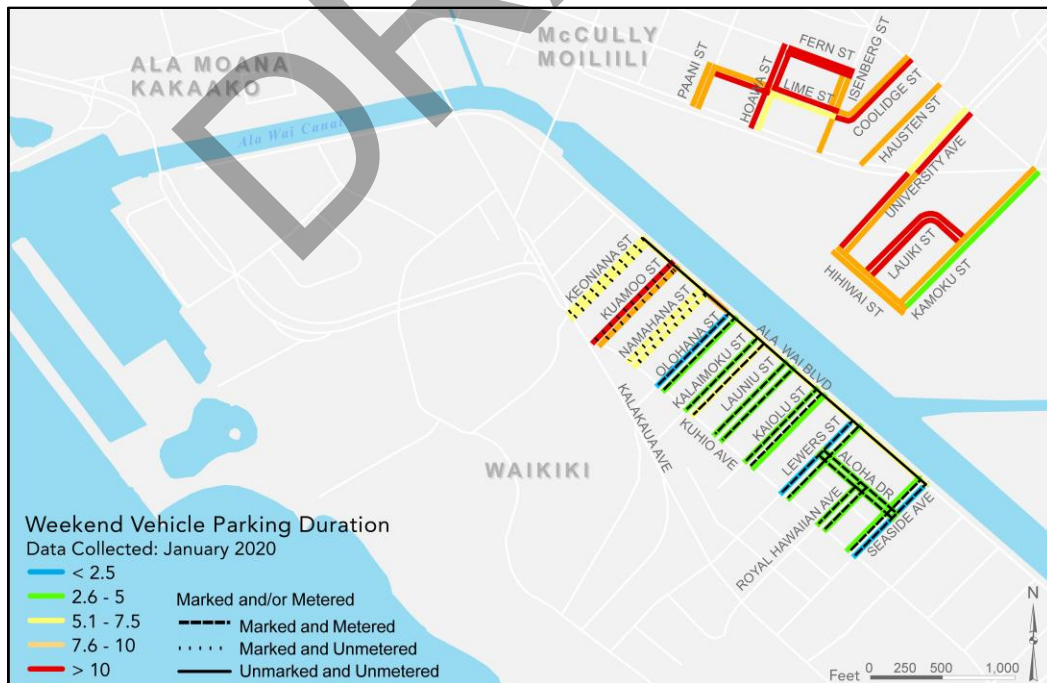 DRA
McCULLY
MOILIILI
ALA MOANA
KAKAAKO
Ala Wai Canal
PAANI ST
HOAWA ST
FERN ST
LIME ST
ISENBERG ST
COOLIDGE ST
HAUSTEN ST
UNIVERSITY AVE
LAUIKI ST
HIHIWAI ST
KAMOKU ST
KEONIANA ST
KUAMOO ST
NAMAHANA ST
OLOHANA ST
KALAIMOKU ST
LAUNIU ST
KAIOLU ST
LEWERS ST
ALOHA DR
ROYAL HAWAIIAN AVE
SEASIDE AVE
ALA WAI BLVD
KALAKAUA AVE
KUHIO AVE
WAIKIKI
Weekend Vehicle Parking Duration
Data Collected: January 2020
< 2.5
2.6 - 5
5.1 - 7.5
7.6 - 10
> 10
Marked and/or Metered
Marked and Metered
Marked and Unmetered
Unmarked and Unmetered
N
Feet 0 250 500 1,000